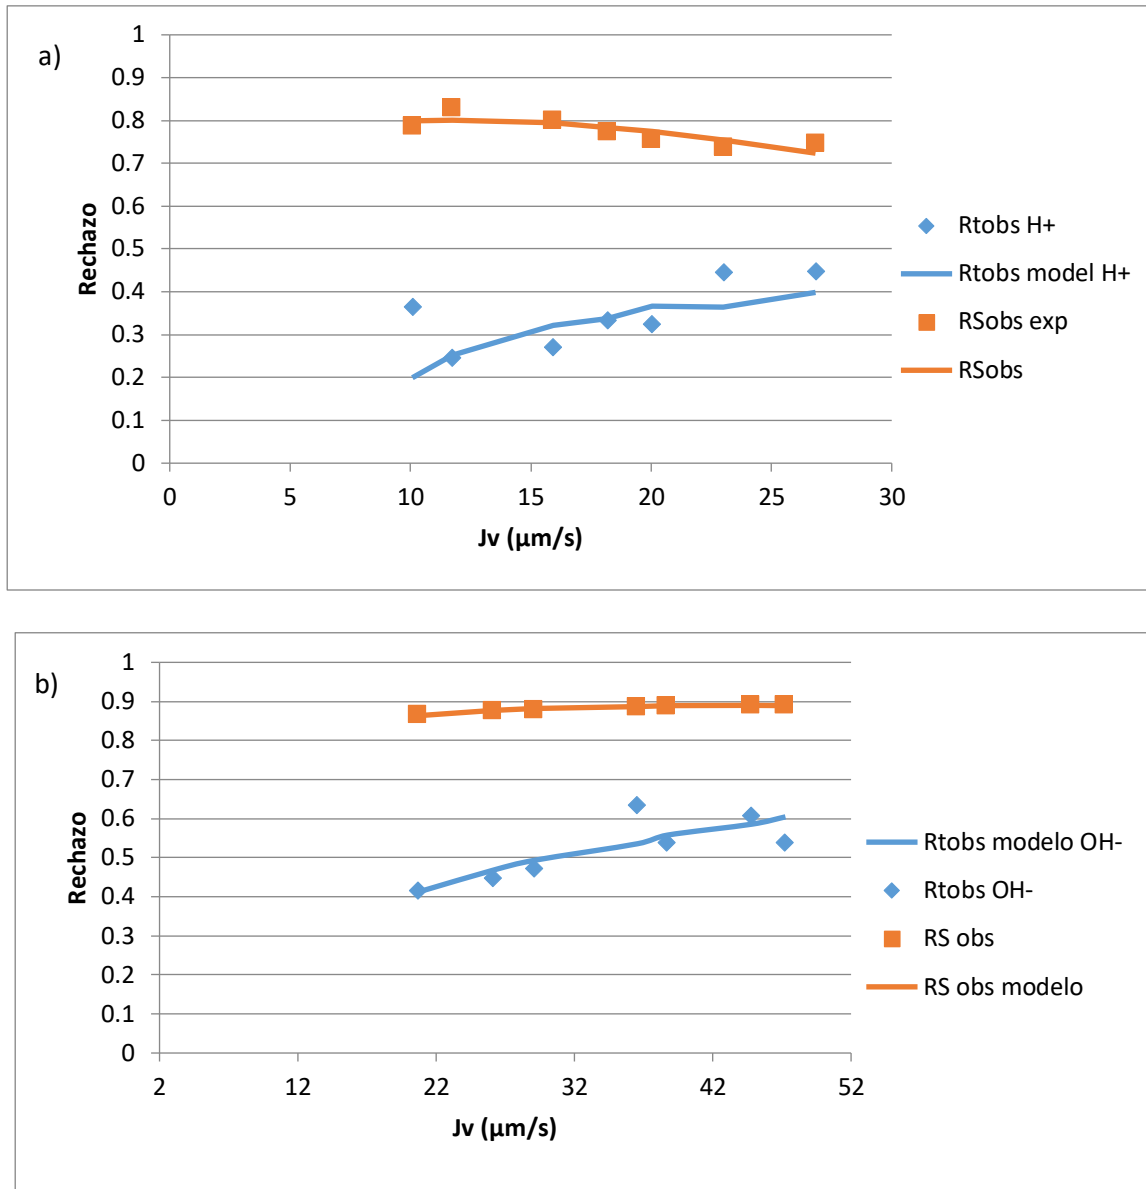 a)
1
0.9
0.8
0.7
0.6
0.5
0.4
0.3
0.2
0.1
0
Rechazo
0 5 10 15 20 25 30
Jv (µm/s)
Rtobs H+
Rtobs model H+
RSobs exp
RSobs
b)
1
0.9
0.8
0.7
0.6
0.5
0.4
0.3
0.2
0.1
0
Rechazo
2 12 22 32 42 52
Jv (µm/s)
Rtobs modelo OH-
Rtobs OH-
RS obs
RS obs modelo